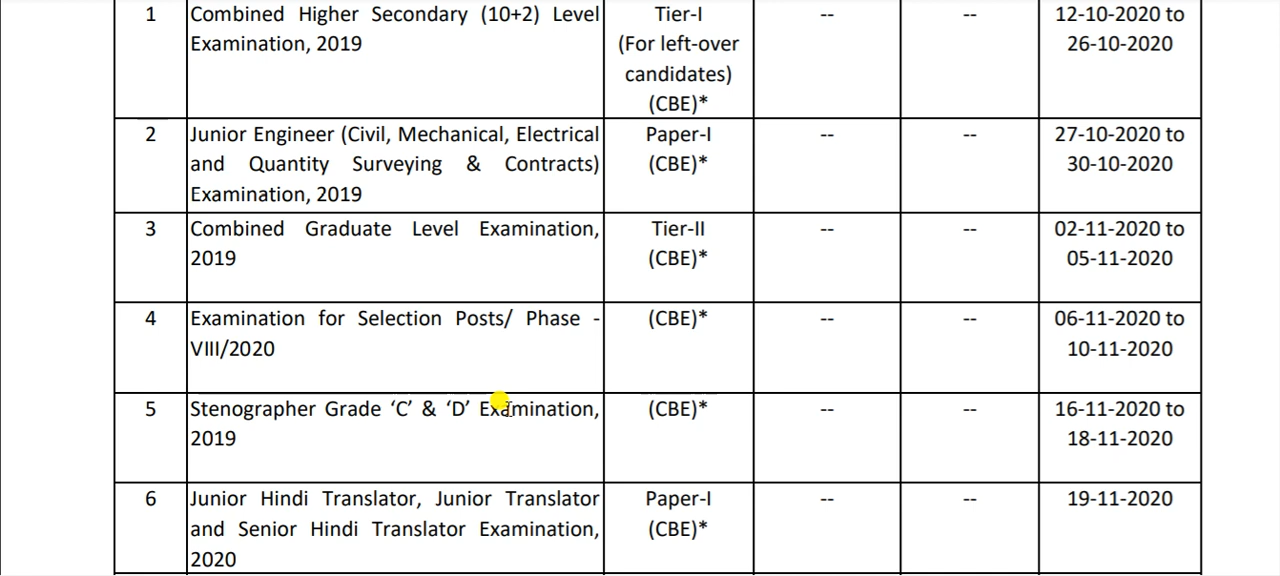 1 Combined Higher Secondary (10+2) Level Tier-I -- -- 12-10-2020 to
Examination, 2019 (For left-over 26-10-2020
candidates)
(CBE)*
2 Junior Engineer (Civil, Mechanical, Electrical Paper-I -- -- 27-10-2020 to
and Quantity Surveying & Contracts) (CBE)* 30-10-2020
Examination, 2019
3 Combined Graduate Level Examination, Tier-II -- -- 02-11-2020 to
2019 (CBE)* 05-11-2020
4 Examination for Selection Posts/ Phase - (CBE)* -- -- 06-11-2020 to
VIII/2020 10-11-2020
5 Stenographer Grade ‘C’ & ‘D’ Examination, (CBE)* -- -- 16-11-2020 to
2019 18-11-2020
6 Junior Hindi Translator, Junior Translator Paper-I -- -- 19-11-2020
and Senior Hindi Translator Examination, (CBE)*
2020